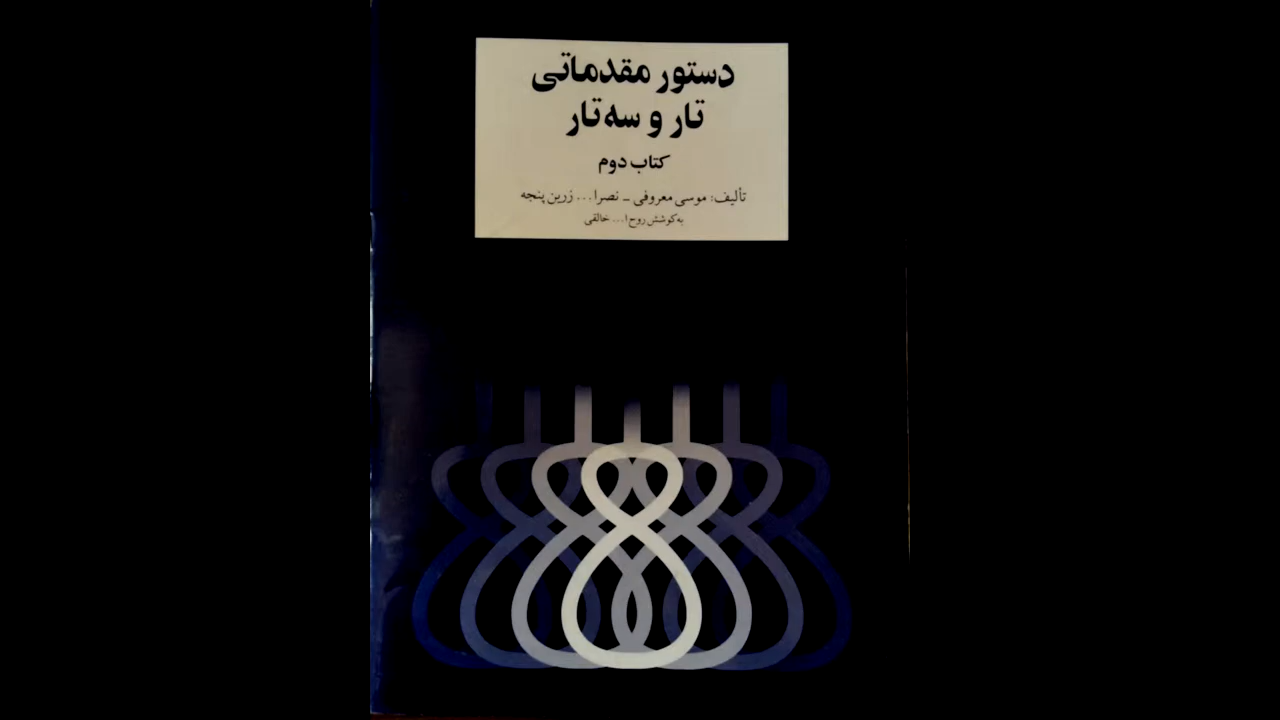 دستور مقدماتی
تار و سه‌تار
کتاب دوم
تألیف: موسی معروفی - نصرا... زرین پنجه
به‌کوشش روح ا... خالقی